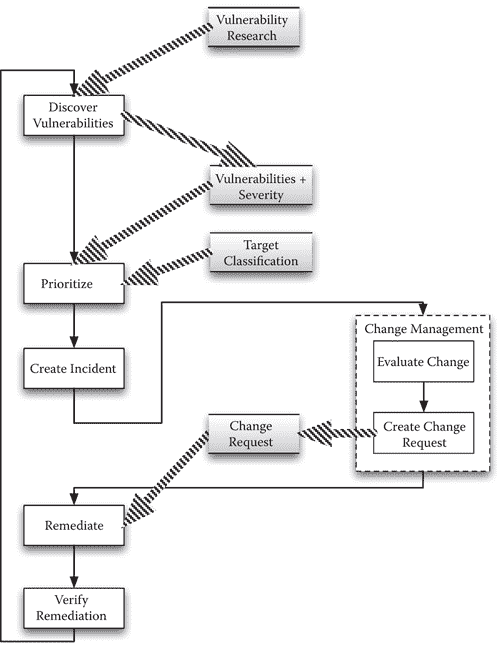 Vulnerability
Research
Discover
Vulnerabilities
Vulnerabilities +
Severity
Target
Classification
Prioritize
Change Management
Evaluate Change
Create Incident
Change
Request
Create Change
Request
Remediate
Verify
Remediation